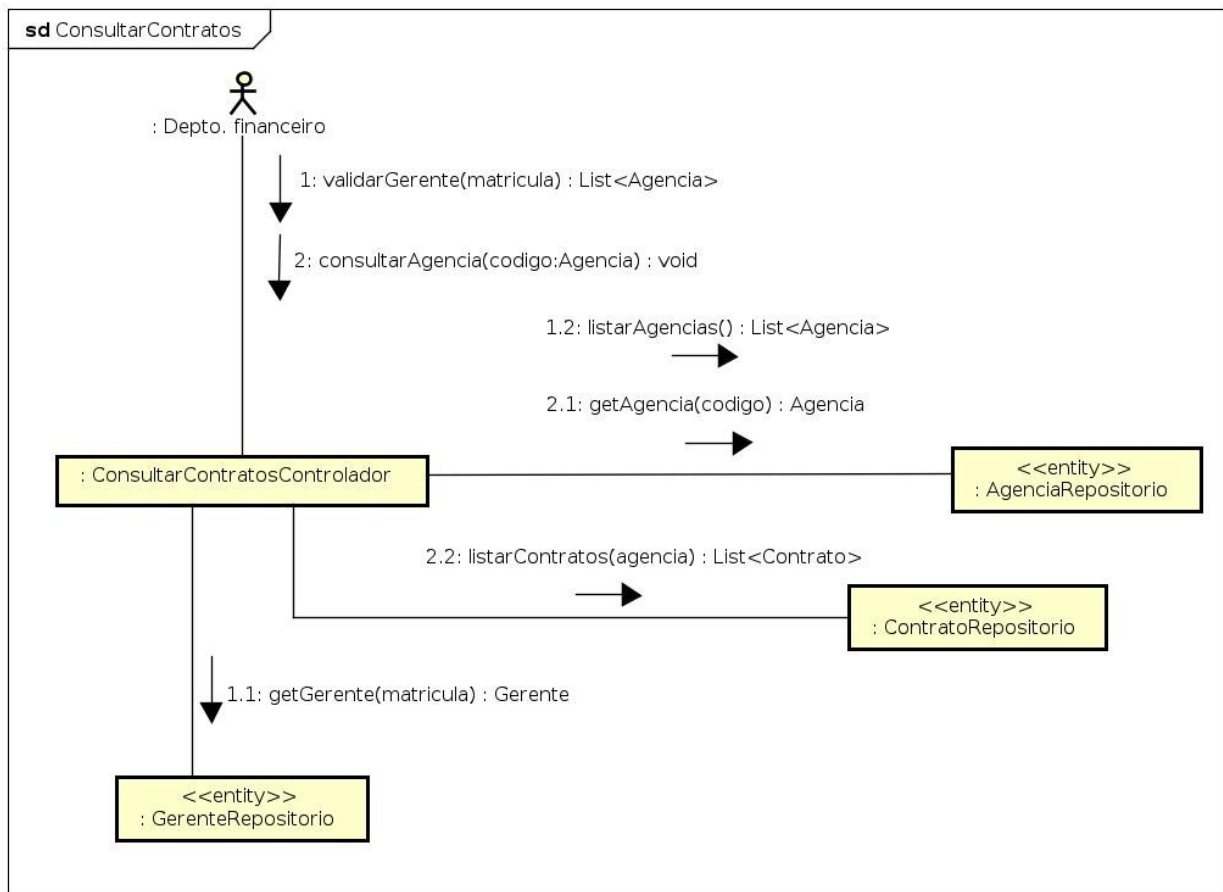 sd ConsultarContratos
: Depto. financeiro
1: validarGerente(matricula) : List<Agencia>
2: consultarAgencia(codigo:Agencia) : void
1.2: listarAgencias() : List<Agencia>
2.1: getAgencia(codigo) : Agencia
: ConsultarContratosControlador
<<entity>>
: AgenciaRepositorio
2.2: listarContratos(agencia) : List<Contrato>
<<entity>>
: ContratoRepositorio
1.1: getGerente(matricula) : Gerente
<<entity>>
: GerenteRepositorio